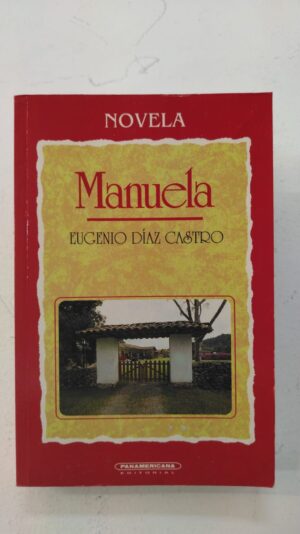 NOVELA
Manuela
EUGENIO DÍAZ CASTRO
PANAMERICANA
EDITORIAL